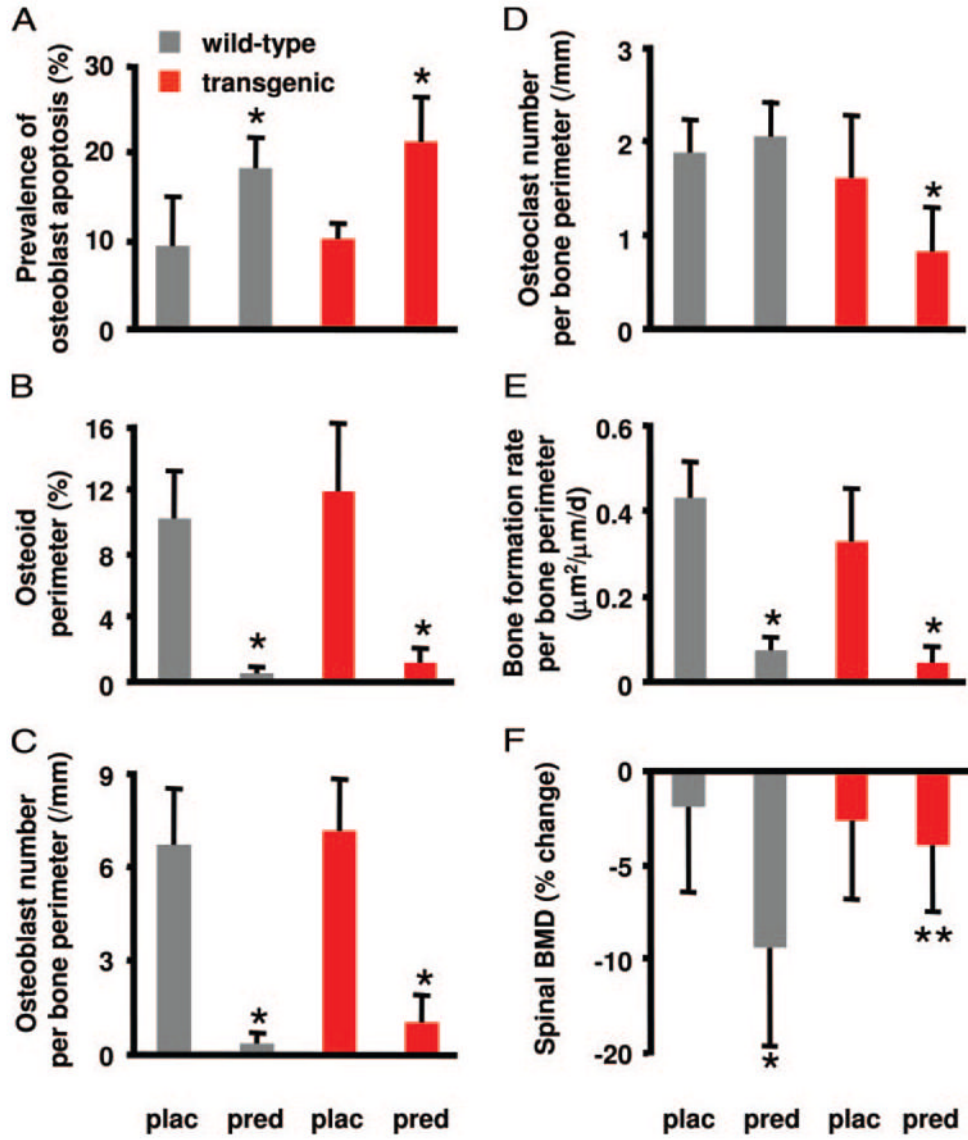 A
wild-type
transgenic
Prevalence of
osteoblast apoptosis (%)
30
20
10
0
*
*
B
Osteoid
perimeter (%)
16
12
8
4
0
*
*
C
Osteoblast number
per bone perimeter (/mm)
9
6
3
0
*
*
plac pred plac pred
D
Osteoclast number
per bone perimeter (/mm)
3
2
1
0
*
E
Bone formation rate
per bone perimeter
(μm²/μm/d)
0.6
0.4
0.2
0
*
*
F
Spinal BMD (% change)
0
-5
-10
-20
*
**
plac pred plac pred